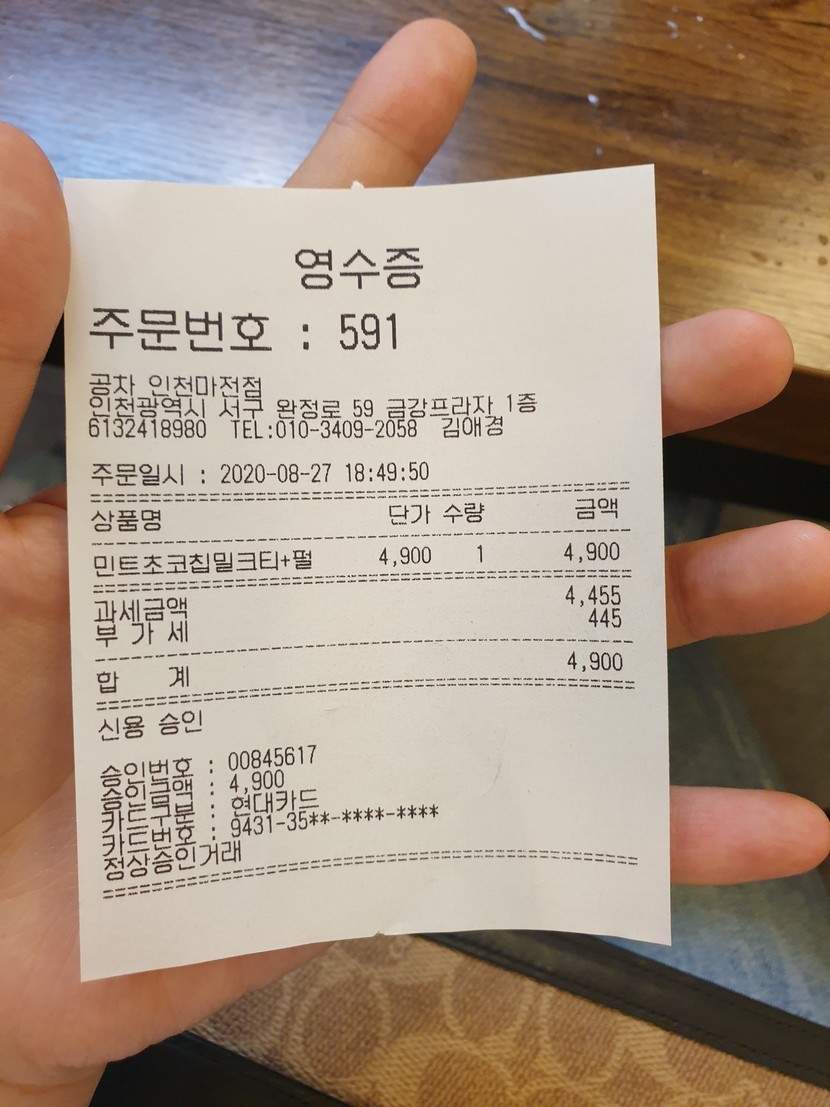 영수증
주문번호 : 591
공차 인천마전점
인천광역시 서구 완정로 59 금강프라자 1층
6132418980 TEL:010-3409-2058 김애경
주문일시 : 2020-08-27 18:49:50
상품명 단가 수량 금액
민트초코칩밀크티+펄 4,900 1 4,900
과세금액 4,455
부 가 세 445
합 계 4,900
신용 승인
승인번호 : 00845617
승인금액 : 4,900
카드구분 : 현대카드
카드번호 : 9431-35**-****-****
정상승인거래